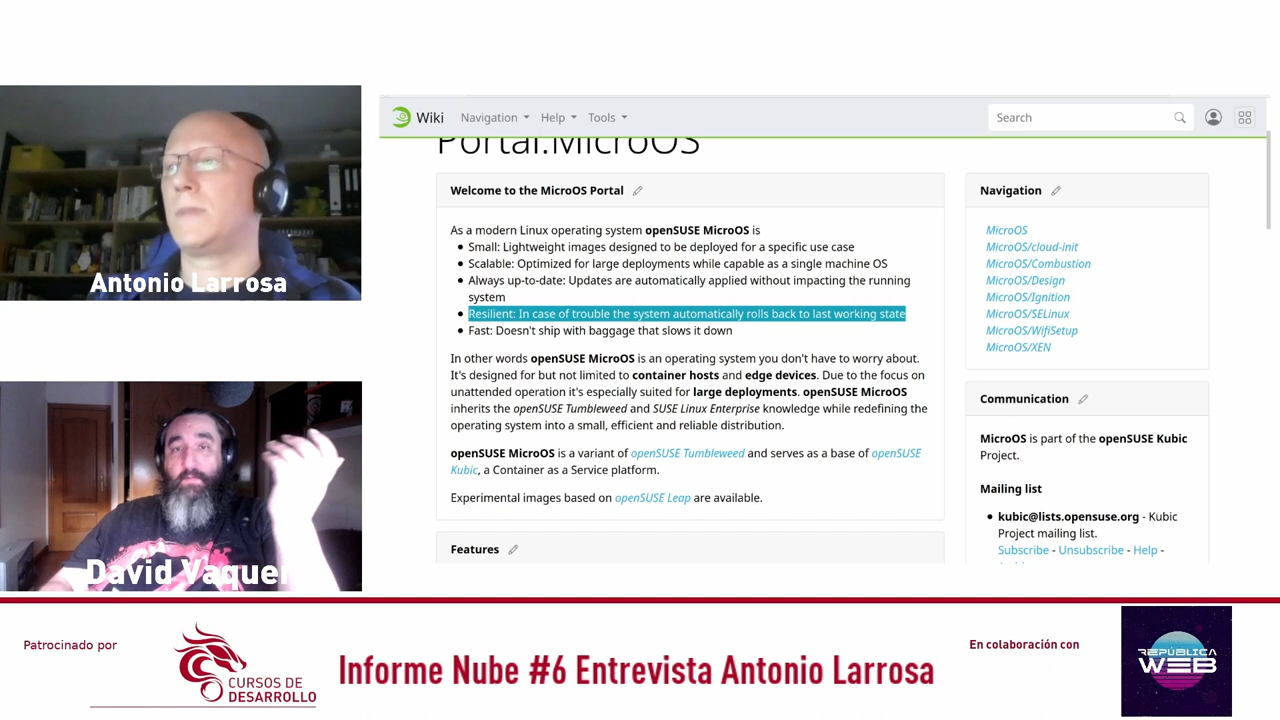 Antonio Larrosa
David Vaquer
Wiki
Navigation
Help
Tools
Search
Portal:MicroOS
Welcome to the MicroOS Portal
As a modern Linux operating system openSUSE MicroOS is
• Small: Lightweight images designed to be deployed for a specific use case
• Scalable: Optimized for large deployments while capable as a single machine OS
• Always up-to-date: Updates are automatically applied without impacting the running
system
• Resilient: In case of trouble the system automatically rolls back to last working state
• Fast: Doesn't ship with baggage that slows it down
In other words openSUSE MicroOS is an operating system you don't have to worry about.
It's designed for but not limited to container hosts and edge devices. Due to the focus on
unattended operation it's especially suited for large deployments. openSUSE MicroOS
inherits the openSUSE Tumbleweed and SUSE Linux Enterprise knowledge while redefining the
operating system into a small, efficient and reliable distribution.
openSUSE MicroOS is a variant of openSUSE Tumbleweed and serves as a base of openSUSE
Kubic, a Container as a Service platform.
Experimental images based on openSUSE Leap are available.
Features
Navigation
MicroOS
MicroOS/cloud-init
MicroOS/Combustion
MicroOS/Design
MicroOS/Ignition
MicroOS/SELinux
MicroOS/WifiSetup
MicroOS/XEN
Communication
MicroOS is part of the openSUSE Kubic
Project.
Mailing list
• kubic@lists.opensuse.org - Kubic
Project mailing list.
Subscribe - Unsubscribe - Help -
Patrocinado por
CURSOS DE
DESARROLLO
Informe Nube #6 Entrevista Antonio Larrosa
En colaboración con
REPÚBLICA
WEB